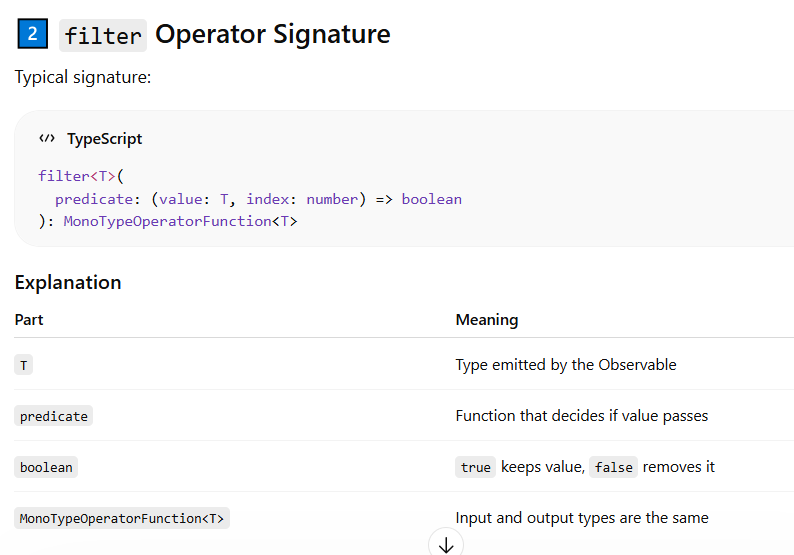 2 filter Operator Signature
Typical signature:
</> TypeScript
filter<T>(
predicate: (value: T, index: number) => boolean
): MonoTypeOperatorFunction<T>
Explanation
Part Meaning
T Type emitted by the Observable
predicate Function that decides if value passes
boolean true keeps value, false removes it
MonoTypeOperatorFunction<T> Input and output types are the same